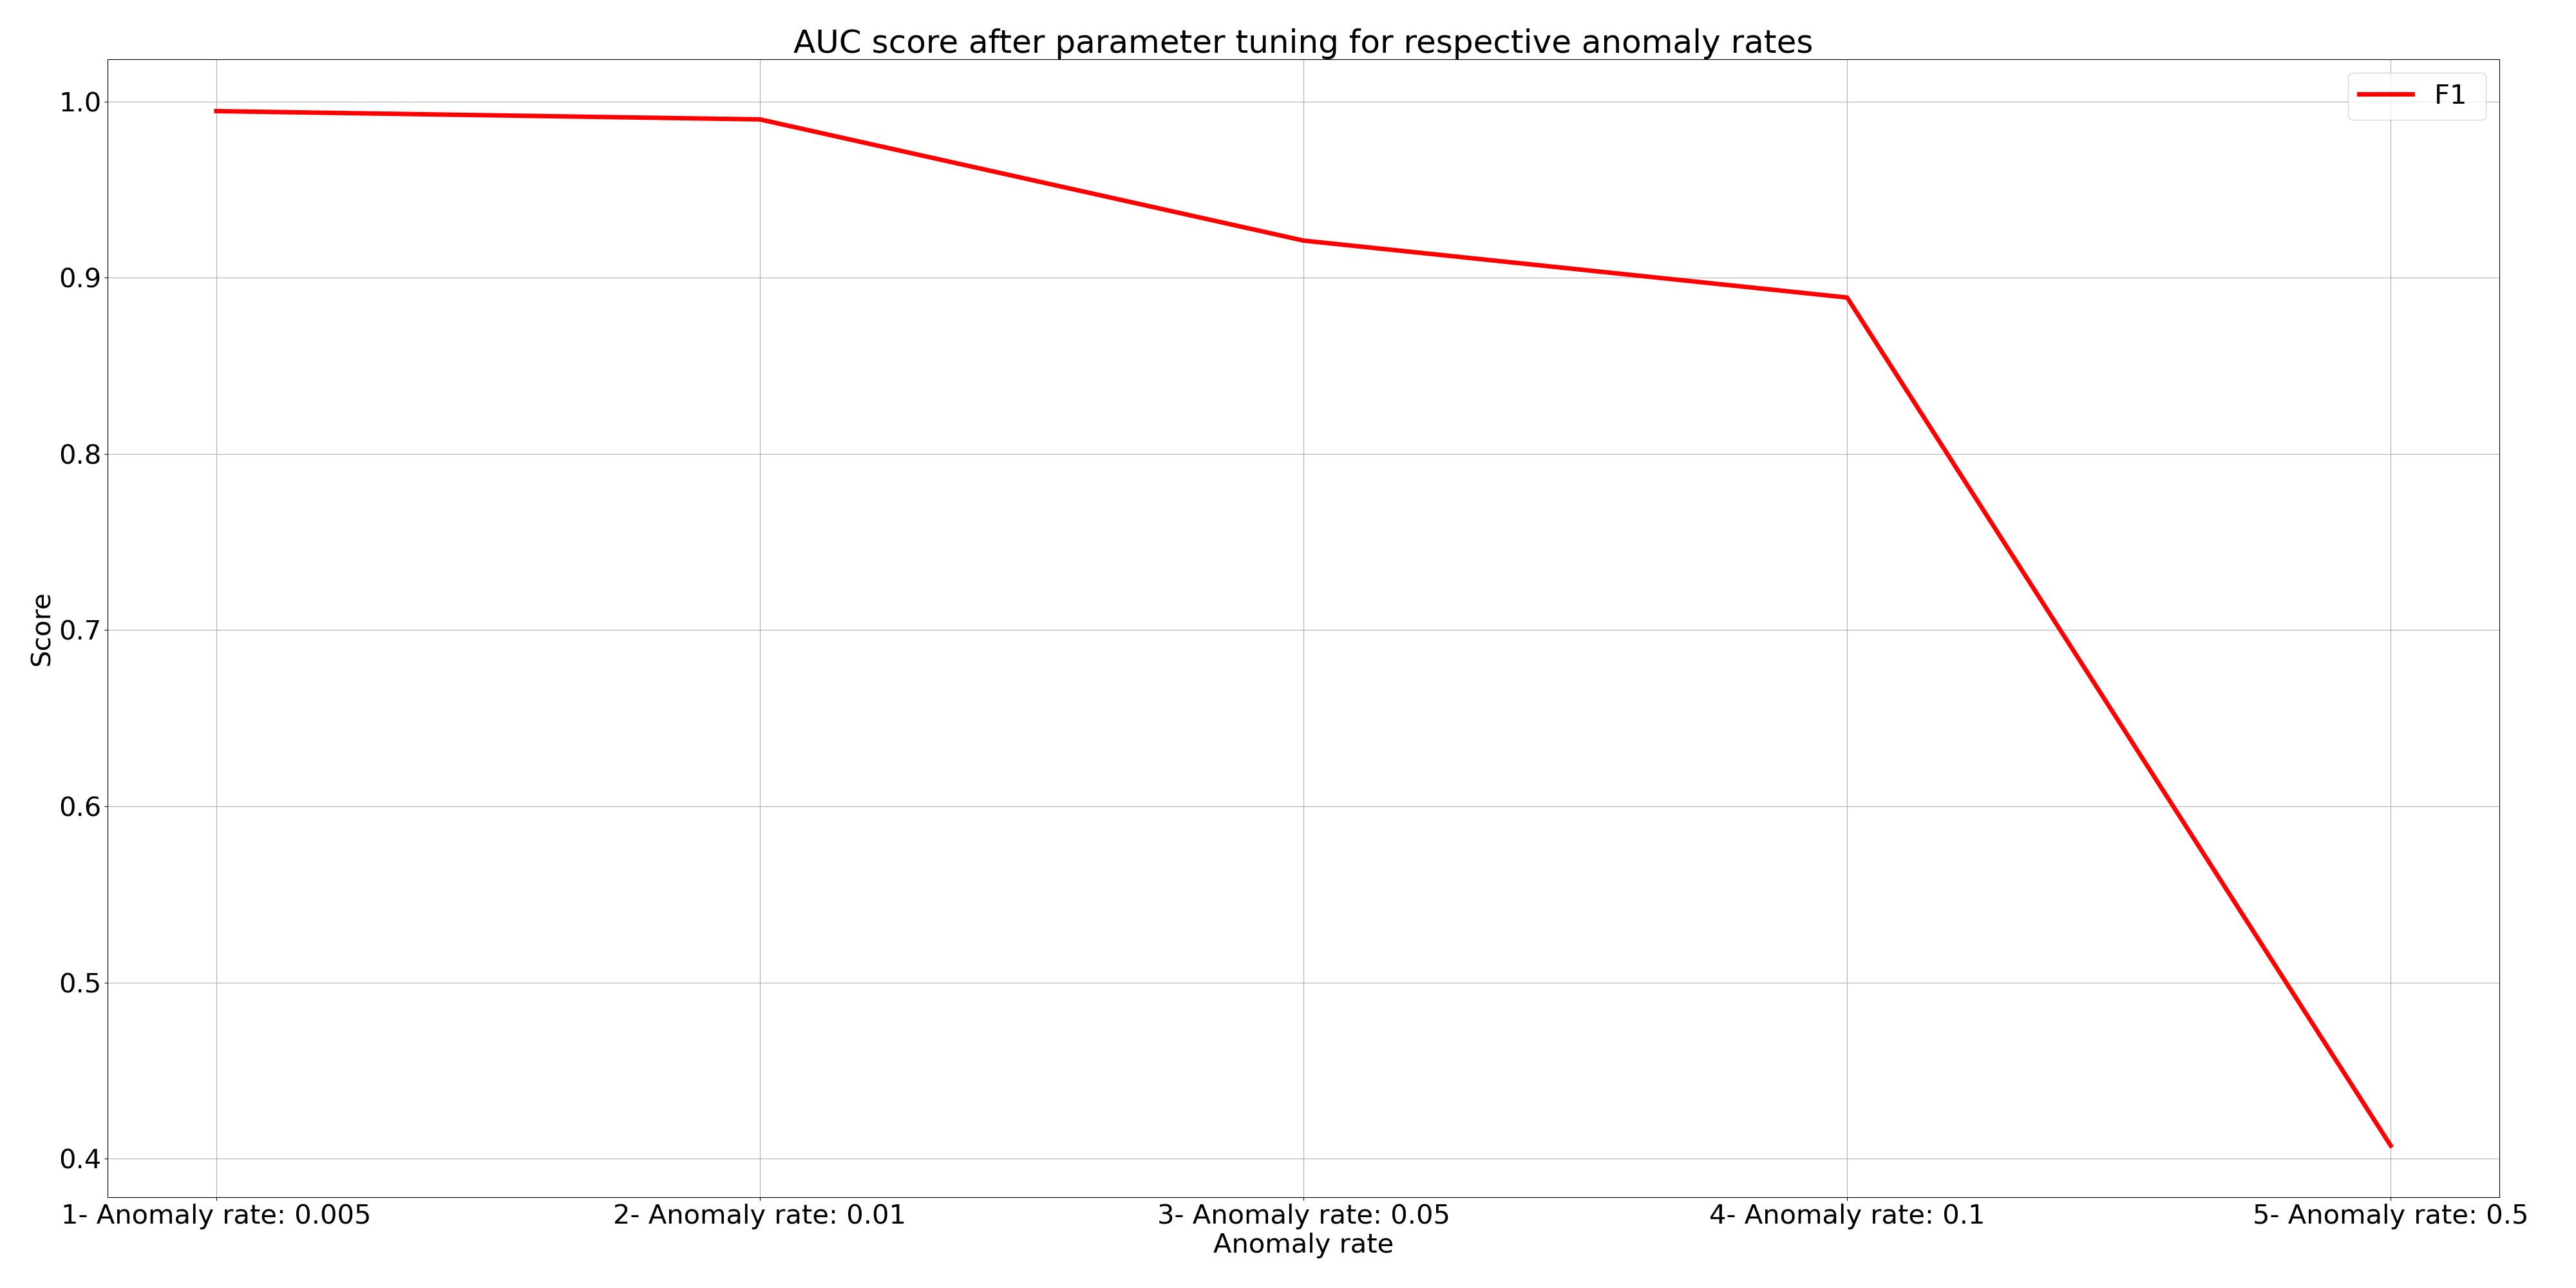 AUC score after parameter tuning for respective anomaly rates
F1
1.0
0.9
0.8
0.7
0.6
0.5
0.4
Score
1- Anomaly rate: 0.005
2- Anomaly rate: 0.01
3- Anomaly rate: 0.05
4- Anomaly rate: 0.1
5- Anomaly rate: 0.5
Anomaly rate